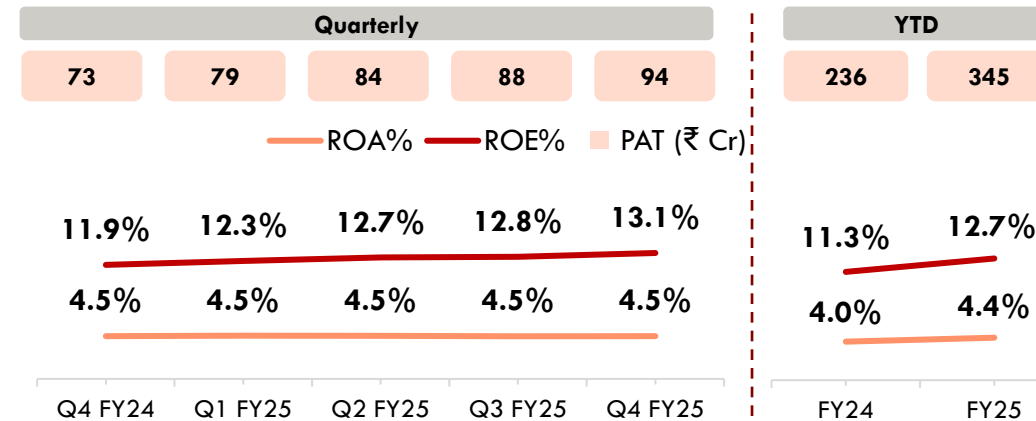 Quarterly YTD
73 79 84 88 94 236 345
ROA% ROE% PAT (₹ Cr)
11.9% 12.3% 12.7% 12.8% 13.1% 11.3% 12.7%
4.5% 4.5% 4.5% 4.5% 4.5% 4.0% 4.4%
Q4 FY24 Q1 FY25 Q2 FY25 Q3 FY25 Q4 FY25 FY24 FY25